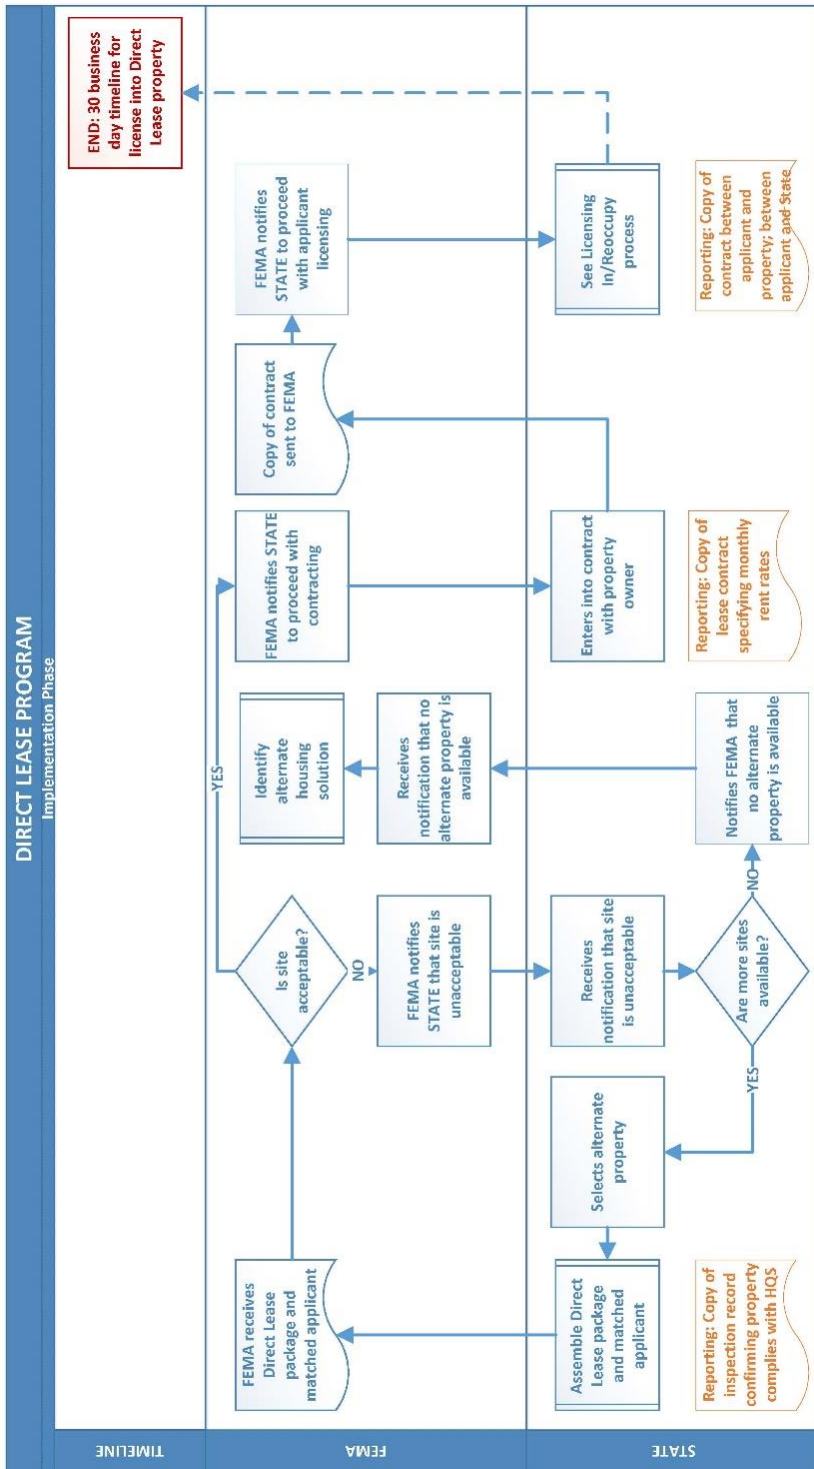 DIRECT LEASE PROGRAM
Implementation Phase
TIMELINE
END: 30 business
day timeline for
license into Direct
Lease property
FEMA
FEMA receives
Direct Lease
package and
matched applicant
Is site
acceptable?
YES
NO
FEMA notifies
STATE that site is
unacceptable
Identify
alternate
housing
solution
Receives
notification that no
alternate property is
available
FEMA notifies STATE
to proceed with
contracting
Copy of contract
sent to FEMA
FEMA notifies
STATE to proceed
with applicant
licensing
STATE
Assemble Direct
Lease package
and matched
applicant
Selects alternate
property
Receives
notification that site
is unacceptable
Are more sites
available?
YES
NO
Notifies FEMA that
no alternate
property is available
Enters into contract
with property
owner
See Licensing
In/Reoccupy
process
Reporting: Copy of
inspection record
confirming property
complies with HQS
Reporting: Copy of
lease contract
specifying monthly
rent rates
Reporting: Copy of
contract between
applicant and
property; between
applicant and State